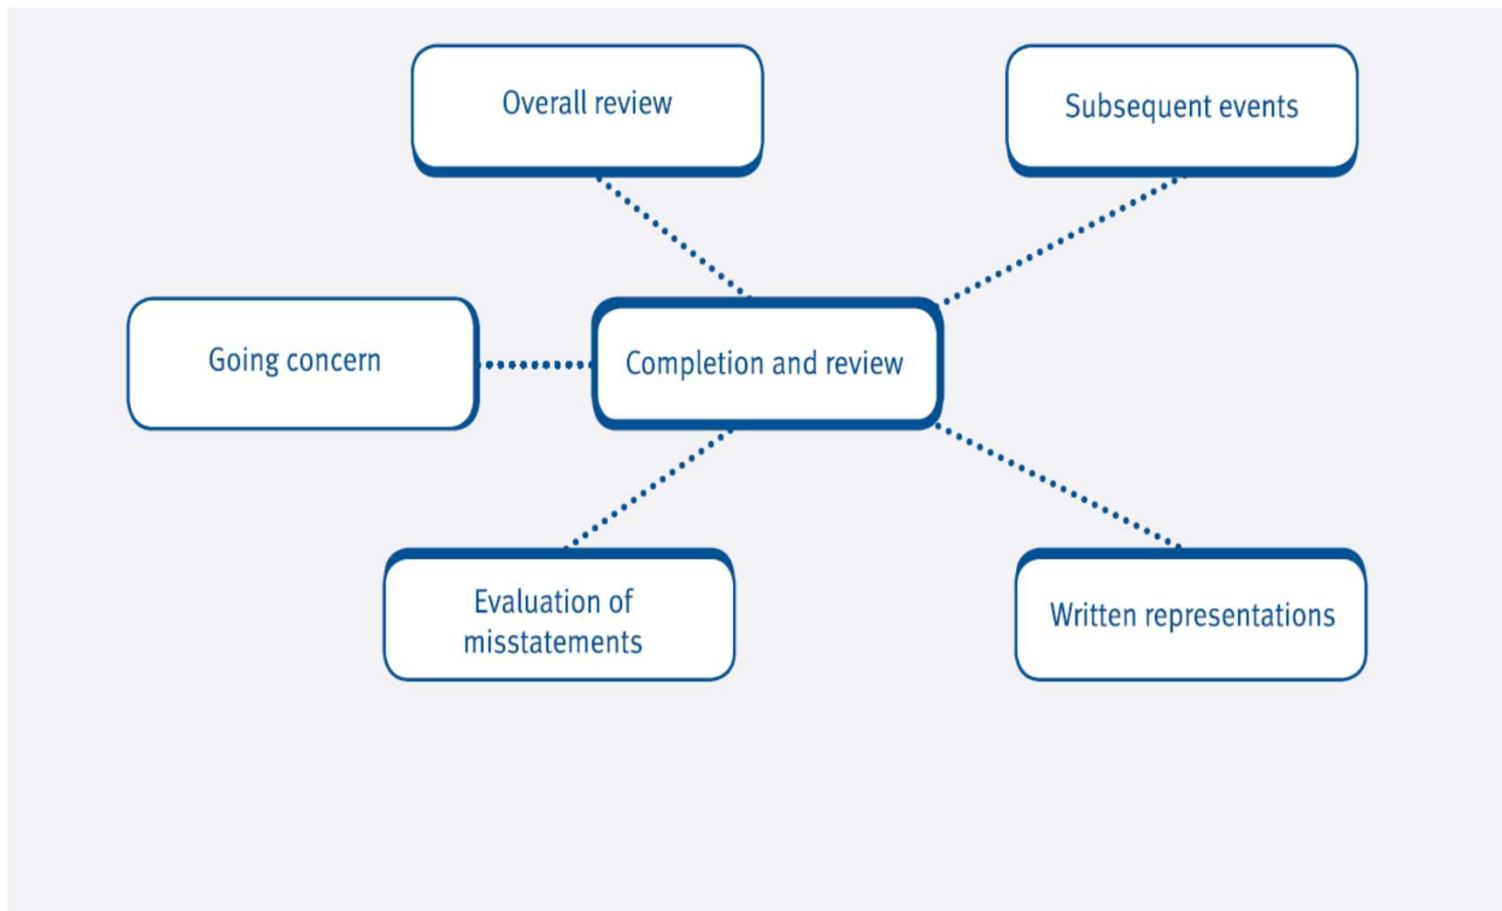 Overall review
Subsequent events
Going concern
Completion and review
Evaluation of
misstatements
Written representations